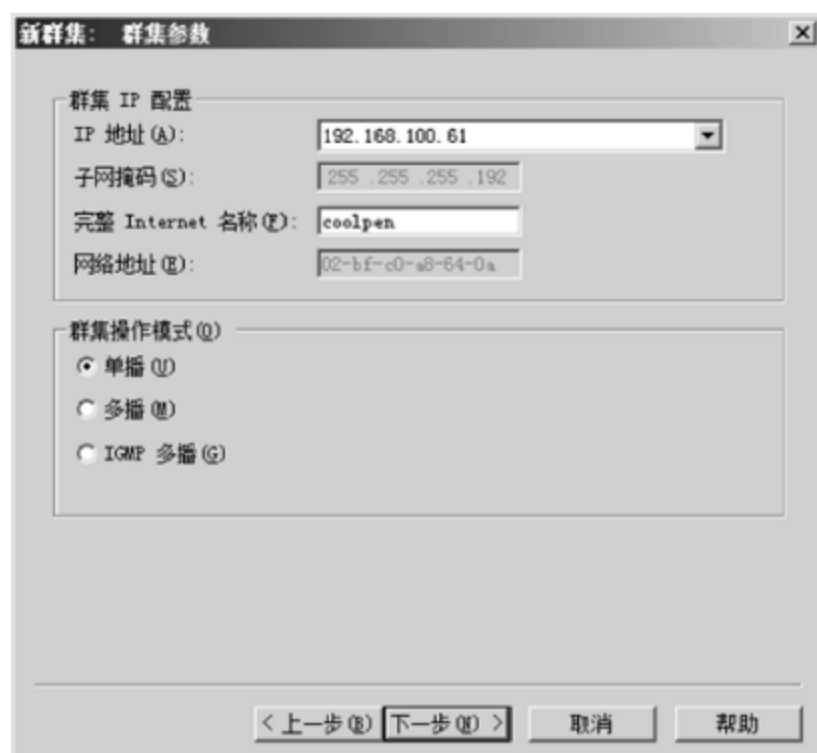 新群集: 群集参数
群集 IP 配置
IP 地址(A): 192.168.100.61
子网掩码(S): 255 .255 .255 .192
完整 Internet 名称(F): coolpen
网络地址(E): 02-bf-c0-a8-64-0a
群集操作模式(O)
单播(U)
多播(M)
IGMP 多播(G)
< 上一步(B) 下一步(N) > 取消 帮助